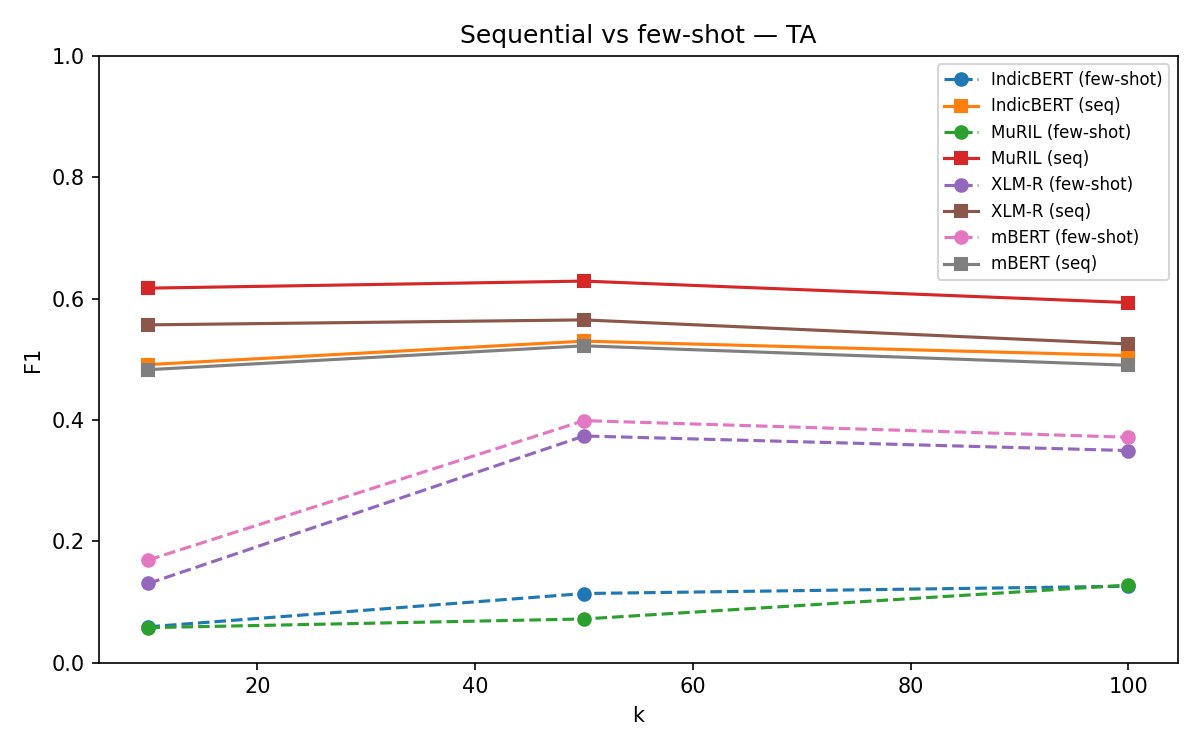 Sequential vs few-shot — TA
1.0
0.8
0.6
0.4
0.2
0.0
F1
IndicBERT (few-shot)
IndicBERT (seq)
MuRIL (few-shot)
MuRIL (seq)
XLM-R (few-shot)
XLM-R (seq)
mBERT (few-shot)
mBERT (seq)
20 40 60 80 100
k